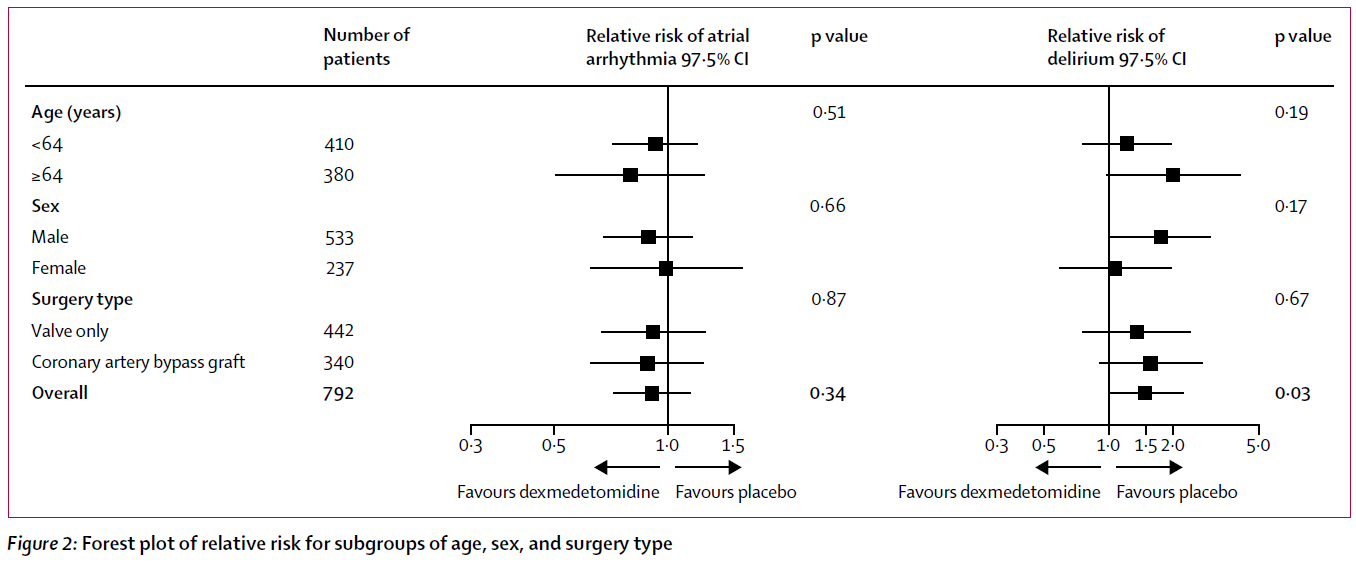 Number of patients
Relative risk of atrial arrhythmia 97·5% CI
p value
Relative risk of delirium 97·5% CI
p value
Age (years) 0·51 0·19
<64 410
≥64 380
Sex 0·66 0·17
Male 533
Female 237
Surgery type 0·87 0·67
Valve only 442
Coronary artery bypass graft 340
Overall 792 0·34 0·03
0·3 0·5 1·0 1·5 0·3 0·5 1·0 1·5 2·0 5·0
Favours dexmedetomidine Favours placebo Favours dexmedetomidine Favours placebo
Figure 2: Forest plot of relative risk for subgroups of age, sex, and surgery type